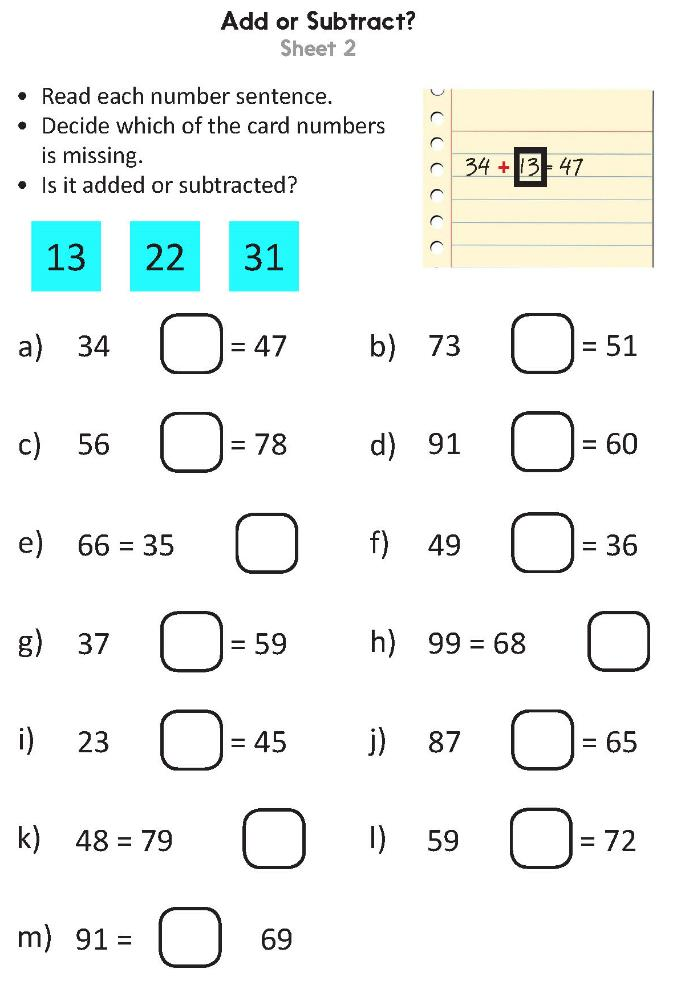 Add or Subtract?
Sheet 2
• Read each number sentence.
• Decide which of the card numbers
is missing.
• Is it added or subtracted?
34 + 13 = 47
13 22 31
a) 34 = 47
b) 73 = 51
c) 56 = 78
d) 91 = 60
e) 66 = 35
f) 49 = 36
g) 37 = 59
h) 99 = 68
i) 23 = 45
j) 87 = 65
k) 48 = 79
l) 59 = 72
m) 91 = 69